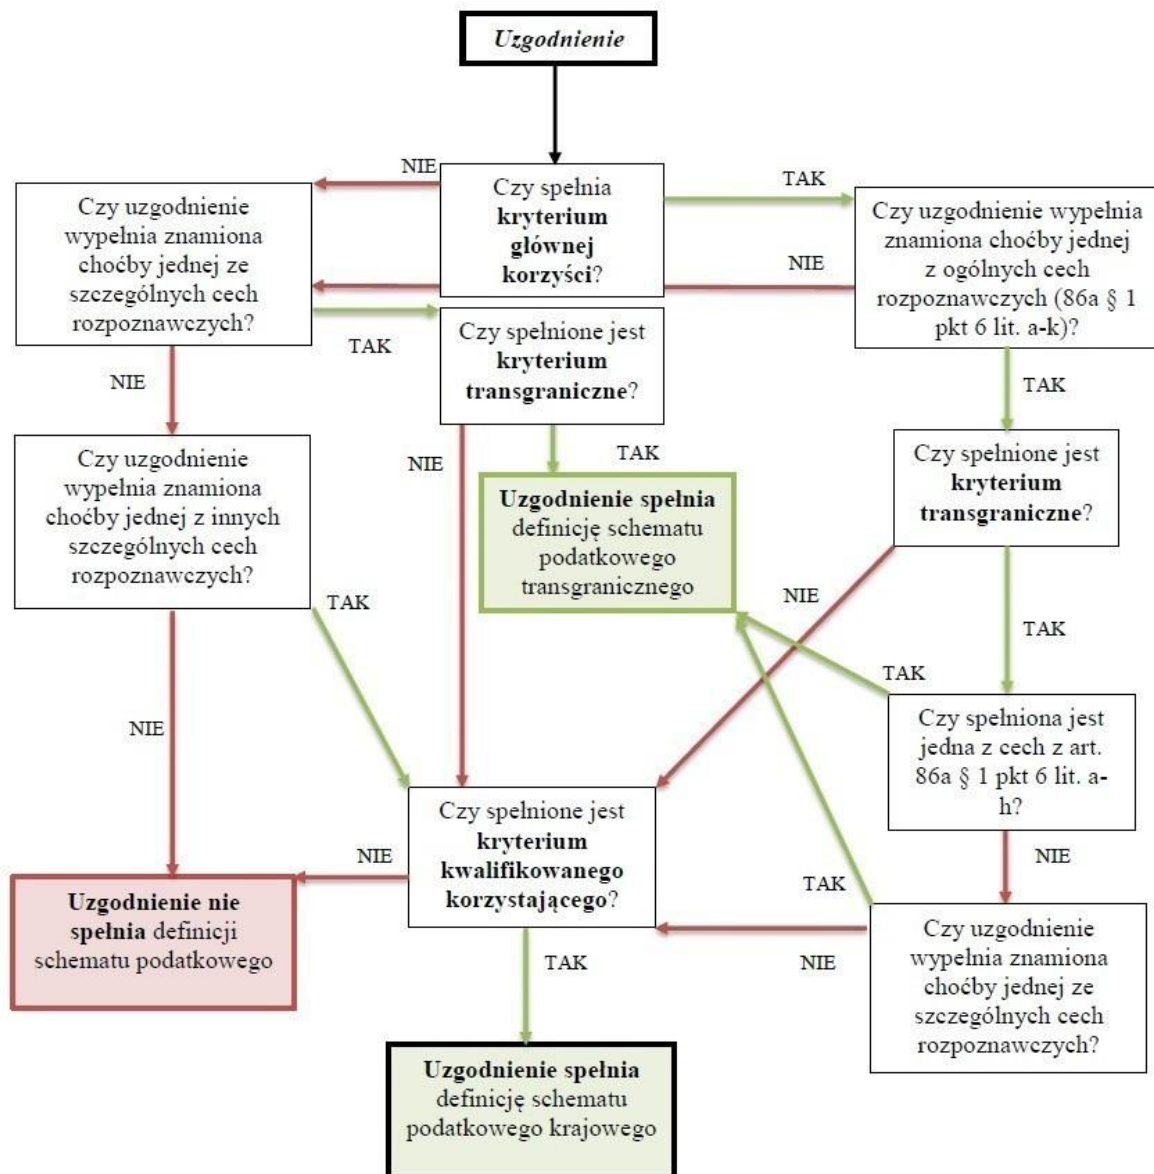 Uzgodnienie
NIE
TAK
Czy spełnia
kryterium
głównej
korzyści?
Czy uzgodnienie
wypełnia znamiona
choćby jednej ze
szczególnych cech
rozpoznawczych?
Czy uzgodnienie wypełnia
znamiona choćby jednej
z ogólnych cech
rozpoznawczych (86a § 1
pkt 6 lit. a-k)?
NIE
TAK
Czy spełnione jest
kryterium
transgraniczne?
NIE
TAK
Czy uzgodnienie
wypełnia znamiona
choćby jednej z innych
szczególnych cech
rozpoznawczych?
NIE
TAK
Czy spełnione jest
kryterium
transgraniczne?
Uzgodnienie spełnia
definicję schematu
podatkowego
transgranicznego
TAK
NIE
TAK
TAK
NIE
Czy spełniona jest
jedna z cech z art.
86a § 1 pkt 6 lit. a-
h?
Czy spełnione jest
kryterium
kwalifikowanego
korzystającego?
NIE
NIE
TAK
Uzgodnienie nie
spełnia definicji
schematu podatkowego
Czy uzgodnienie
wypełnia znamiona
choćby jednej ze
szczególnych cech
rozpoznawczych?
TAK
NIE
Uzgodnienie spełnia
definicję schematu
podatkowego krajowego